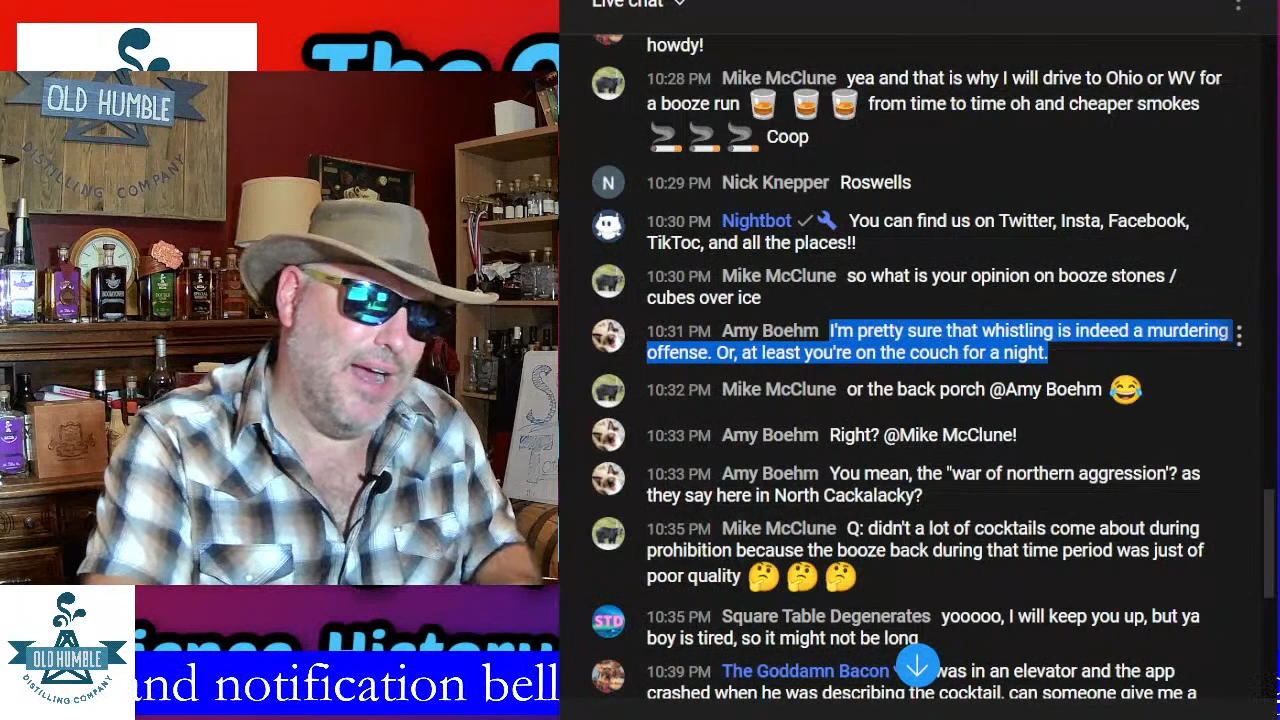 The
OLD HUMBLE
DISTILLING COMPANY
Live chat
howdy!
10:28 PM Mike McClune yea and that is why I will drive to Ohio or WV for
a booze run 🥃 🥃 🥃 from time to time oh and cheaper smokes
🚬 🚬 🚬 Coop
N
10:29 PM Nick Knepper Roswells
10:30 PM Nightbot You can find us on Twitter, Insta, Facebook,
TikToc, and all the places!!
10:30 PM Mike McClune so what is your opinion on booze stones /
cubes over ice
10:31 PM Amy Boehm I'm pretty sure that whistling is indeed a murdering
offense. Or, at least you're on the couch for a night.
10:32 PM Mike McClune or the back porch @Amy Boehm 😂
10:33 PM Amy Boehm Right? @Mike McClune!
10:33 PM Amy Boehm You mean, the "war of northern aggression'? as
they say here in North Cackalacky?
10:35 PM Mike McClune Q: didn't a lot of cocktails come about during
prohibition because the booze back during that time period was just of
poor quality 🤔 🤔 🤔
STD
10:35 PM Square Table Degenerates yooooo, I will keep you up, but ya
boy is tired, so it might not be long
10:39 PM The Goddamn Bacon was in an elevator and the app
crashed when he was describing the cocktail. can someone give me a
ience, History
OLD HUMBLE
DISTILLING COMPANY
and notification bell